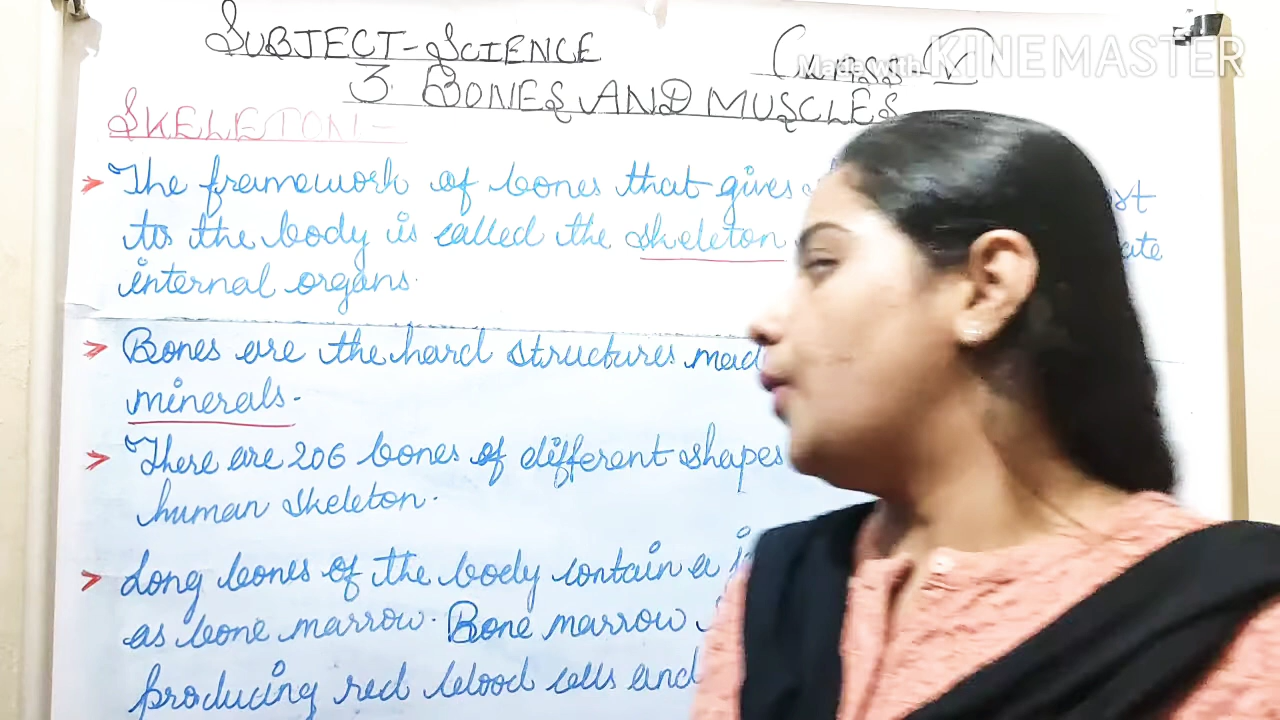 SUBJECT-SCIENCE CLASS-V
Made with KINEMASTER
3. BONES AND MUSCLES
SKELETON-
➤ The framework of bones that gives
to the body is called the skeleton
internal organs.
➤ Bones are the hard structures
minerals.
➤ There are 206 bones of different shapes
human skeleton.
➤ Long bones of the body contain a
as bone marrow. Bone marrow
producing red blood cells and